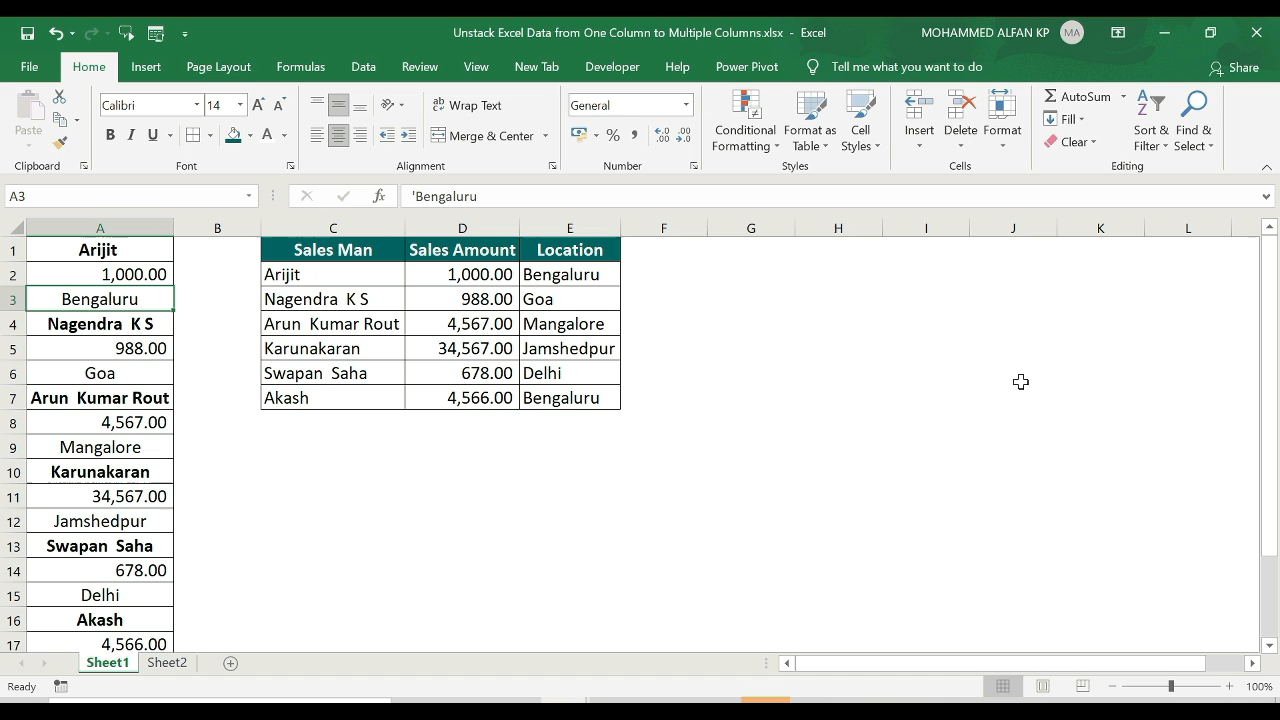 Unstack Excel Data from One Column to Multiple Columns.xlsx - Excel
MOHAMMED ALFAN KP
MA
File Home Insert Page Layout Formulas Data Review View New Tab Developer Help Power Pivot Tell me what you want to do Share
Paste
Calibri 14
B I U A
Wrap Text
Merge & Center
General
% ,
Conditional Formatting
Format as Table
Cell Styles
Insert Delete Format
AutoSum
Fill
Clear
Sort & Filter
Find & Select
Clipboard Font Alignment Number Styles Cells Editing
A3 fx 'Bengaluru
A B C D E F G H I J K L
1 Arijit Sales Man Sales Amount Location
2 1,000.00 Arijit 1,000.00 Bengaluru
3 Bengaluru Nagendra K S 988.00 Goa
4 Nagendra K S Arun Kumar Rout 4,567.00 Mangalore
5 988.00 Karunakaran 34,567.00 Jamshedpur
6 Goa Swapan Saha 678.00 Delhi
7 Arun Kumar Rout Akash 4,566.00 Bengaluru
8 4,567.00
9 Mangalore
10 Karunakaran
11 34,567.00
12 Jamshedpur
13 Swapan Saha
14 678.00
15 Delhi
16 Akash
17 4,566.00
Sheet1 Sheet2
Ready 100%